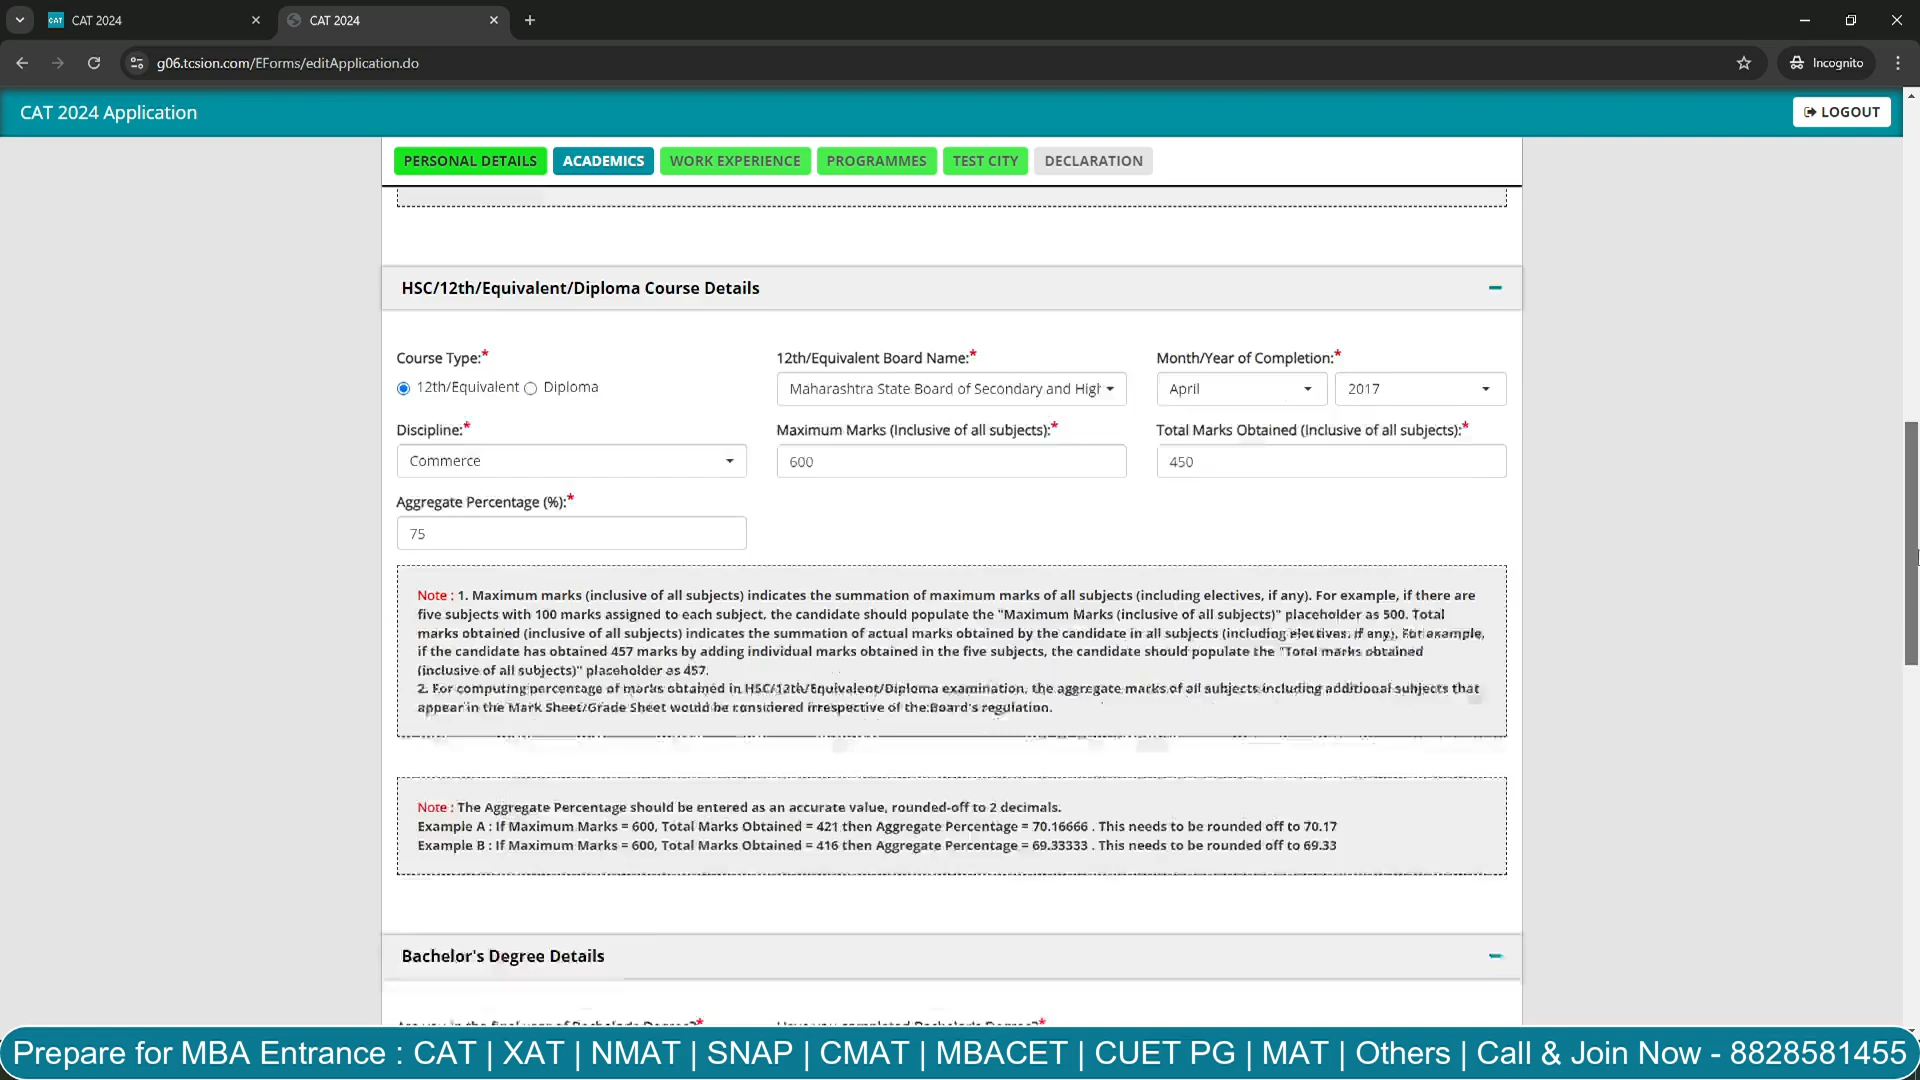 CAT 2024
CAT 2024
g06.tcsion.com/EForms/editApplication.do
Incognito
CAT 2024 Application
LOGOUT
PERSONAL DETAILS
ACADEMICS
WORK EXPERIENCE
PROGRAMMES
TEST CITY
DECLARATION
HSC/12th/Equivalent/Diploma Course Details
Course Type:*
12th/Equivalent Board Name:*
Month/Year of Completion:*
12th/Equivalent
Diploma
Maharashtra State Board of Secondary and High
April
2017
Discipline:*
Maximum Marks (Inclusive of all subjects):*
Total Marks Obtained (Inclusive of all subjects):*
Commerce
600
450
Aggregate Percentage (%):*
75
Note : 1. Maximum marks (inclusive of all subjects) indicates the summation of maximum marks of all subjects (including electives, if any). For example, if there are
five subjects with 100 marks assigned to each subject, the candidate should populate the "Maximum Marks (inclusive of all subjects)" placeholder as 500. Total
marks obtained (inclusive of all subjects) indicates the summation of actual marks obtained by the candidate in all subjects (including electives, if any). For example,
if the candidate has obtained 457 marks by adding individual marks obtained in the five subjects, the candidate should populate the "Total marks obtained
(inclusive of all subjects)" placeholder as 457.
2. For computing percentage of marks obtained in HSC/12th/Equivalent/Diploma examination, the aggregate marks of all subjects including additional subjects that
appear in the Mark Sheet/Grade Sheet would be considered irrespective of the Board's regulation.
Note : The Aggregate Percentage should be entered as an accurate value, rounded-off to 2 decimals.
Example A : If Maximum Marks = 600, Total Marks Obtained = 421 then Aggregate Percentage = 70.16666 . This needs to be rounded off to 70.17
Example B : If Maximum Marks = 600, Total Marks Obtained = 416 then Aggregate Percentage = 69.33333 . This needs to be rounded off to 69.33
Bachelor's Degree Details
Are you in the final year of Bachelor's Degree?*
Have you completed Bachelor's Degree?*
Prepare for MBA Entrance : CAT | XAT | NMAT | SNAP | CMAT | MBACET | CUET PG | MAT | Others | Call & Join Now - 8828581455